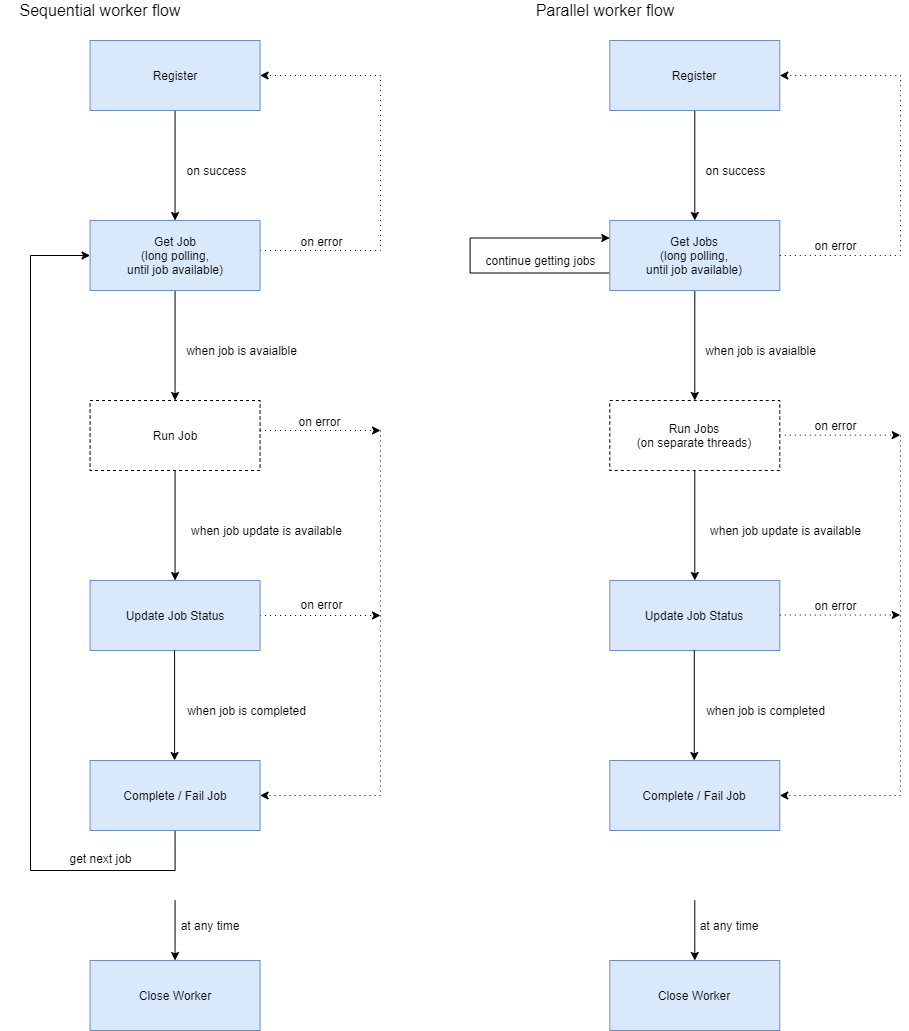 Sequential worker flow
Register
on success
Get Job
(long polling,
until job available)
on error
when job is avaialble
Run Job
on error
when job update is available
Update Job Status
on error
when job is completed
Complete / Fail Job
get next job
at any time
Close Worker
Parallel worker flow
Register
on success
Get Jobs
(long polling,
until job available)
on error
continue getting jobs
when job is avaialble
Run Jobs
(on separate threads)
on error
when job update is available
Update Job Status
on error
when job is completed
Complete / Fail Job
at any time
Close Worker